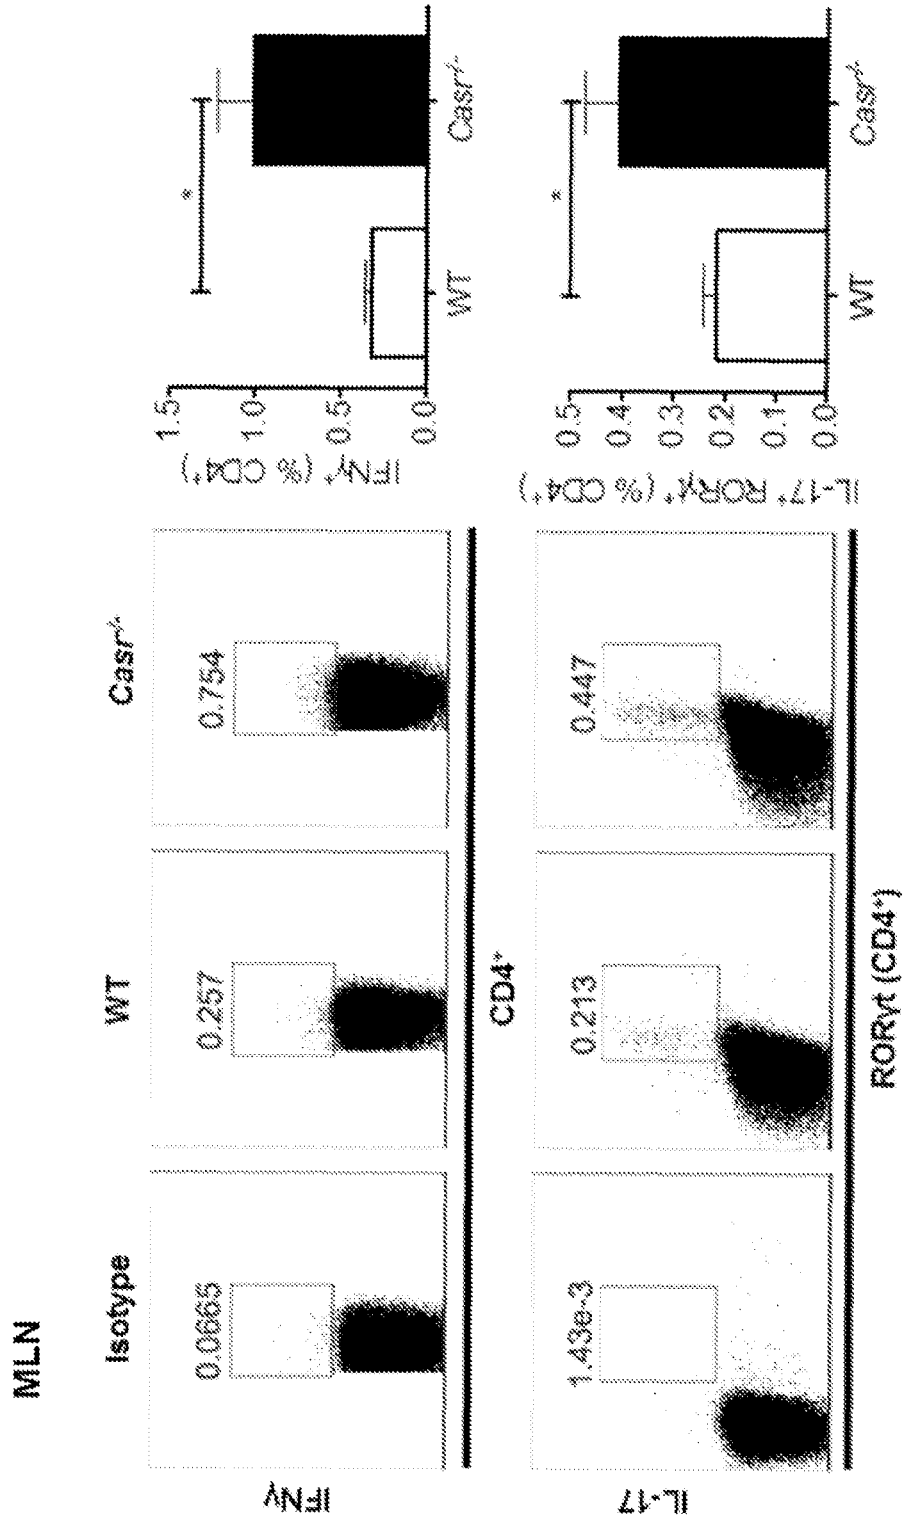 MLN
Isotype
WT
Casr-/-
IFNγ
0.0665
0.257
0.754
CD4+
IFNγ+ (% CD4+)
1.5
1.0
0.5
0.0
*
WT
Casr-/-
IL-17
1.43e-3
0.213
0.447
RORγt (CD4+)
IL-17+ RORγt+ (% CD4+)
0.5
0.4
0.3
0.2
0.1
0.0
*
WT
Casr-/-